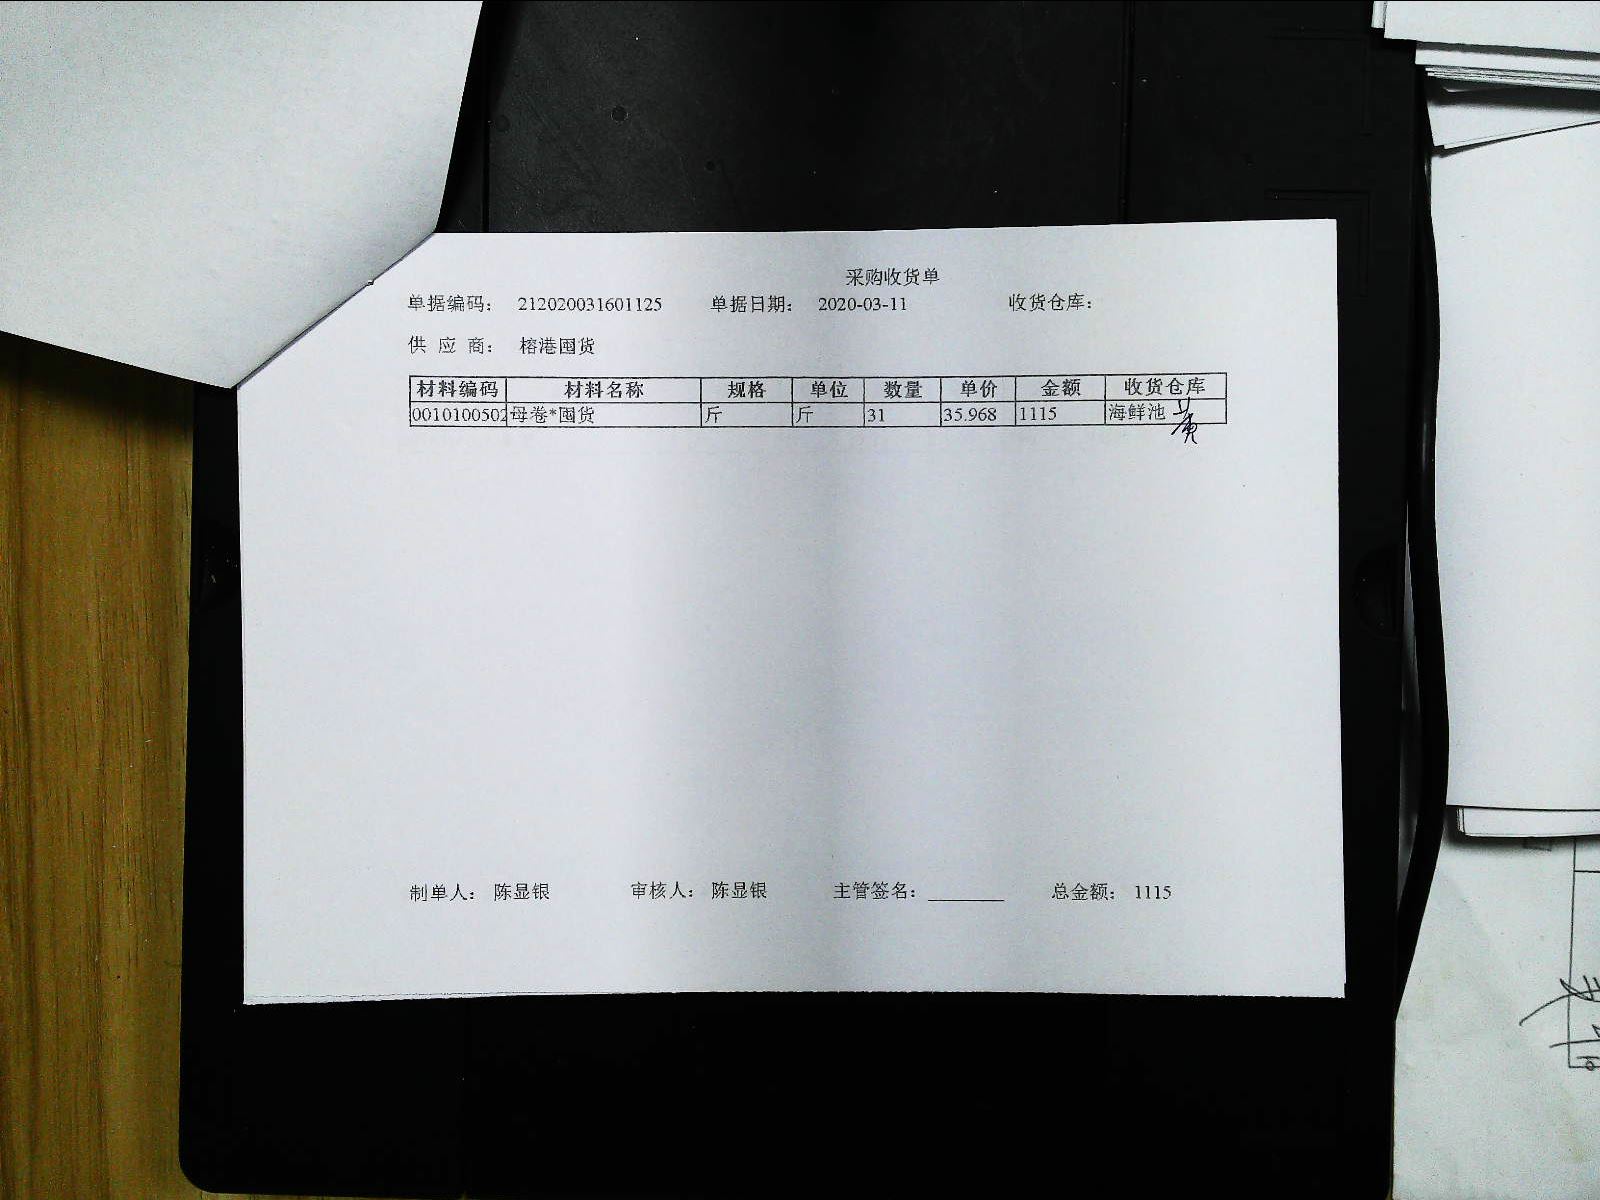 采购收货单
单据编码： 212020031601125 单据日期： 2020-03-11 收货仓库：
供 应 商： 榕港囤货
材料编码 材料名称 规格 单位 数量 单价 金额 收货仓库
0010100502 母卷*囤货 斤 斤 31 35.968 1115 海鲜池
制单人： 陈显银 审核人： 陈显银 主管签名：________ 总金额： 1115